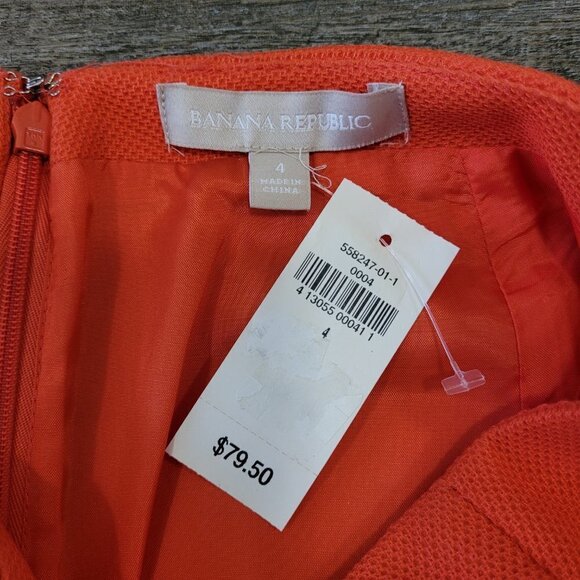 BANANA REPUBLIC
4
MADE IN
CHINA
558247-01-1
0004
4 13055 00041 1
4
$79.50